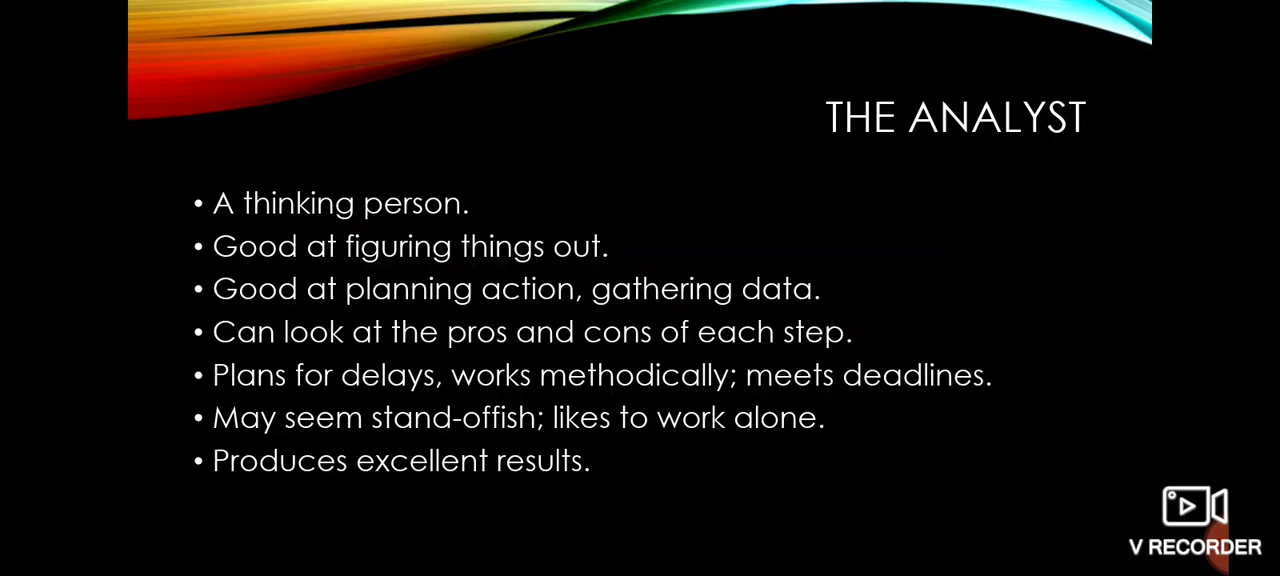 THE ANALYST
• A thinking person.
• Good at figuring things out.
• Good at planning action, gathering data.
• Can look at the pros and cons of each step.
• Plans for delays, works methodically; meets deadlines.
• May seem stand-offish; likes to work alone.
• Produces excellent results.
V RECORDER